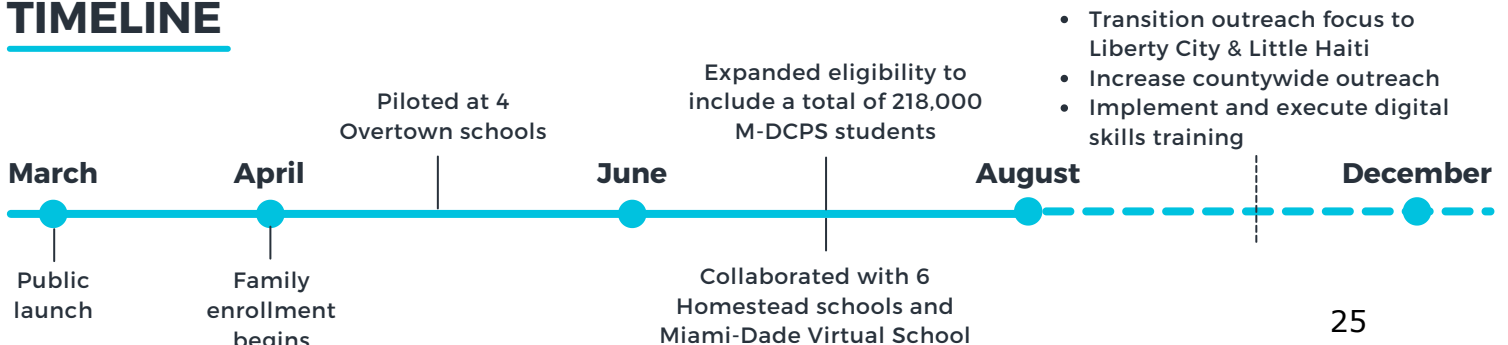 TIMELINE
Piloted at 4
Overtown schools
Expanded eligibility to
include a total of 218,000
M-DCPS students
• Transition outreach focus to
Liberty City & Little Haiti
• Increase countywide outreach
• Implement and execute digital
skills training
March
April
June
August
December
Public
launch
Family
enrollment
begins
Collaborated with 6
Homestead schools and
Miami-Dade Virtual School
25